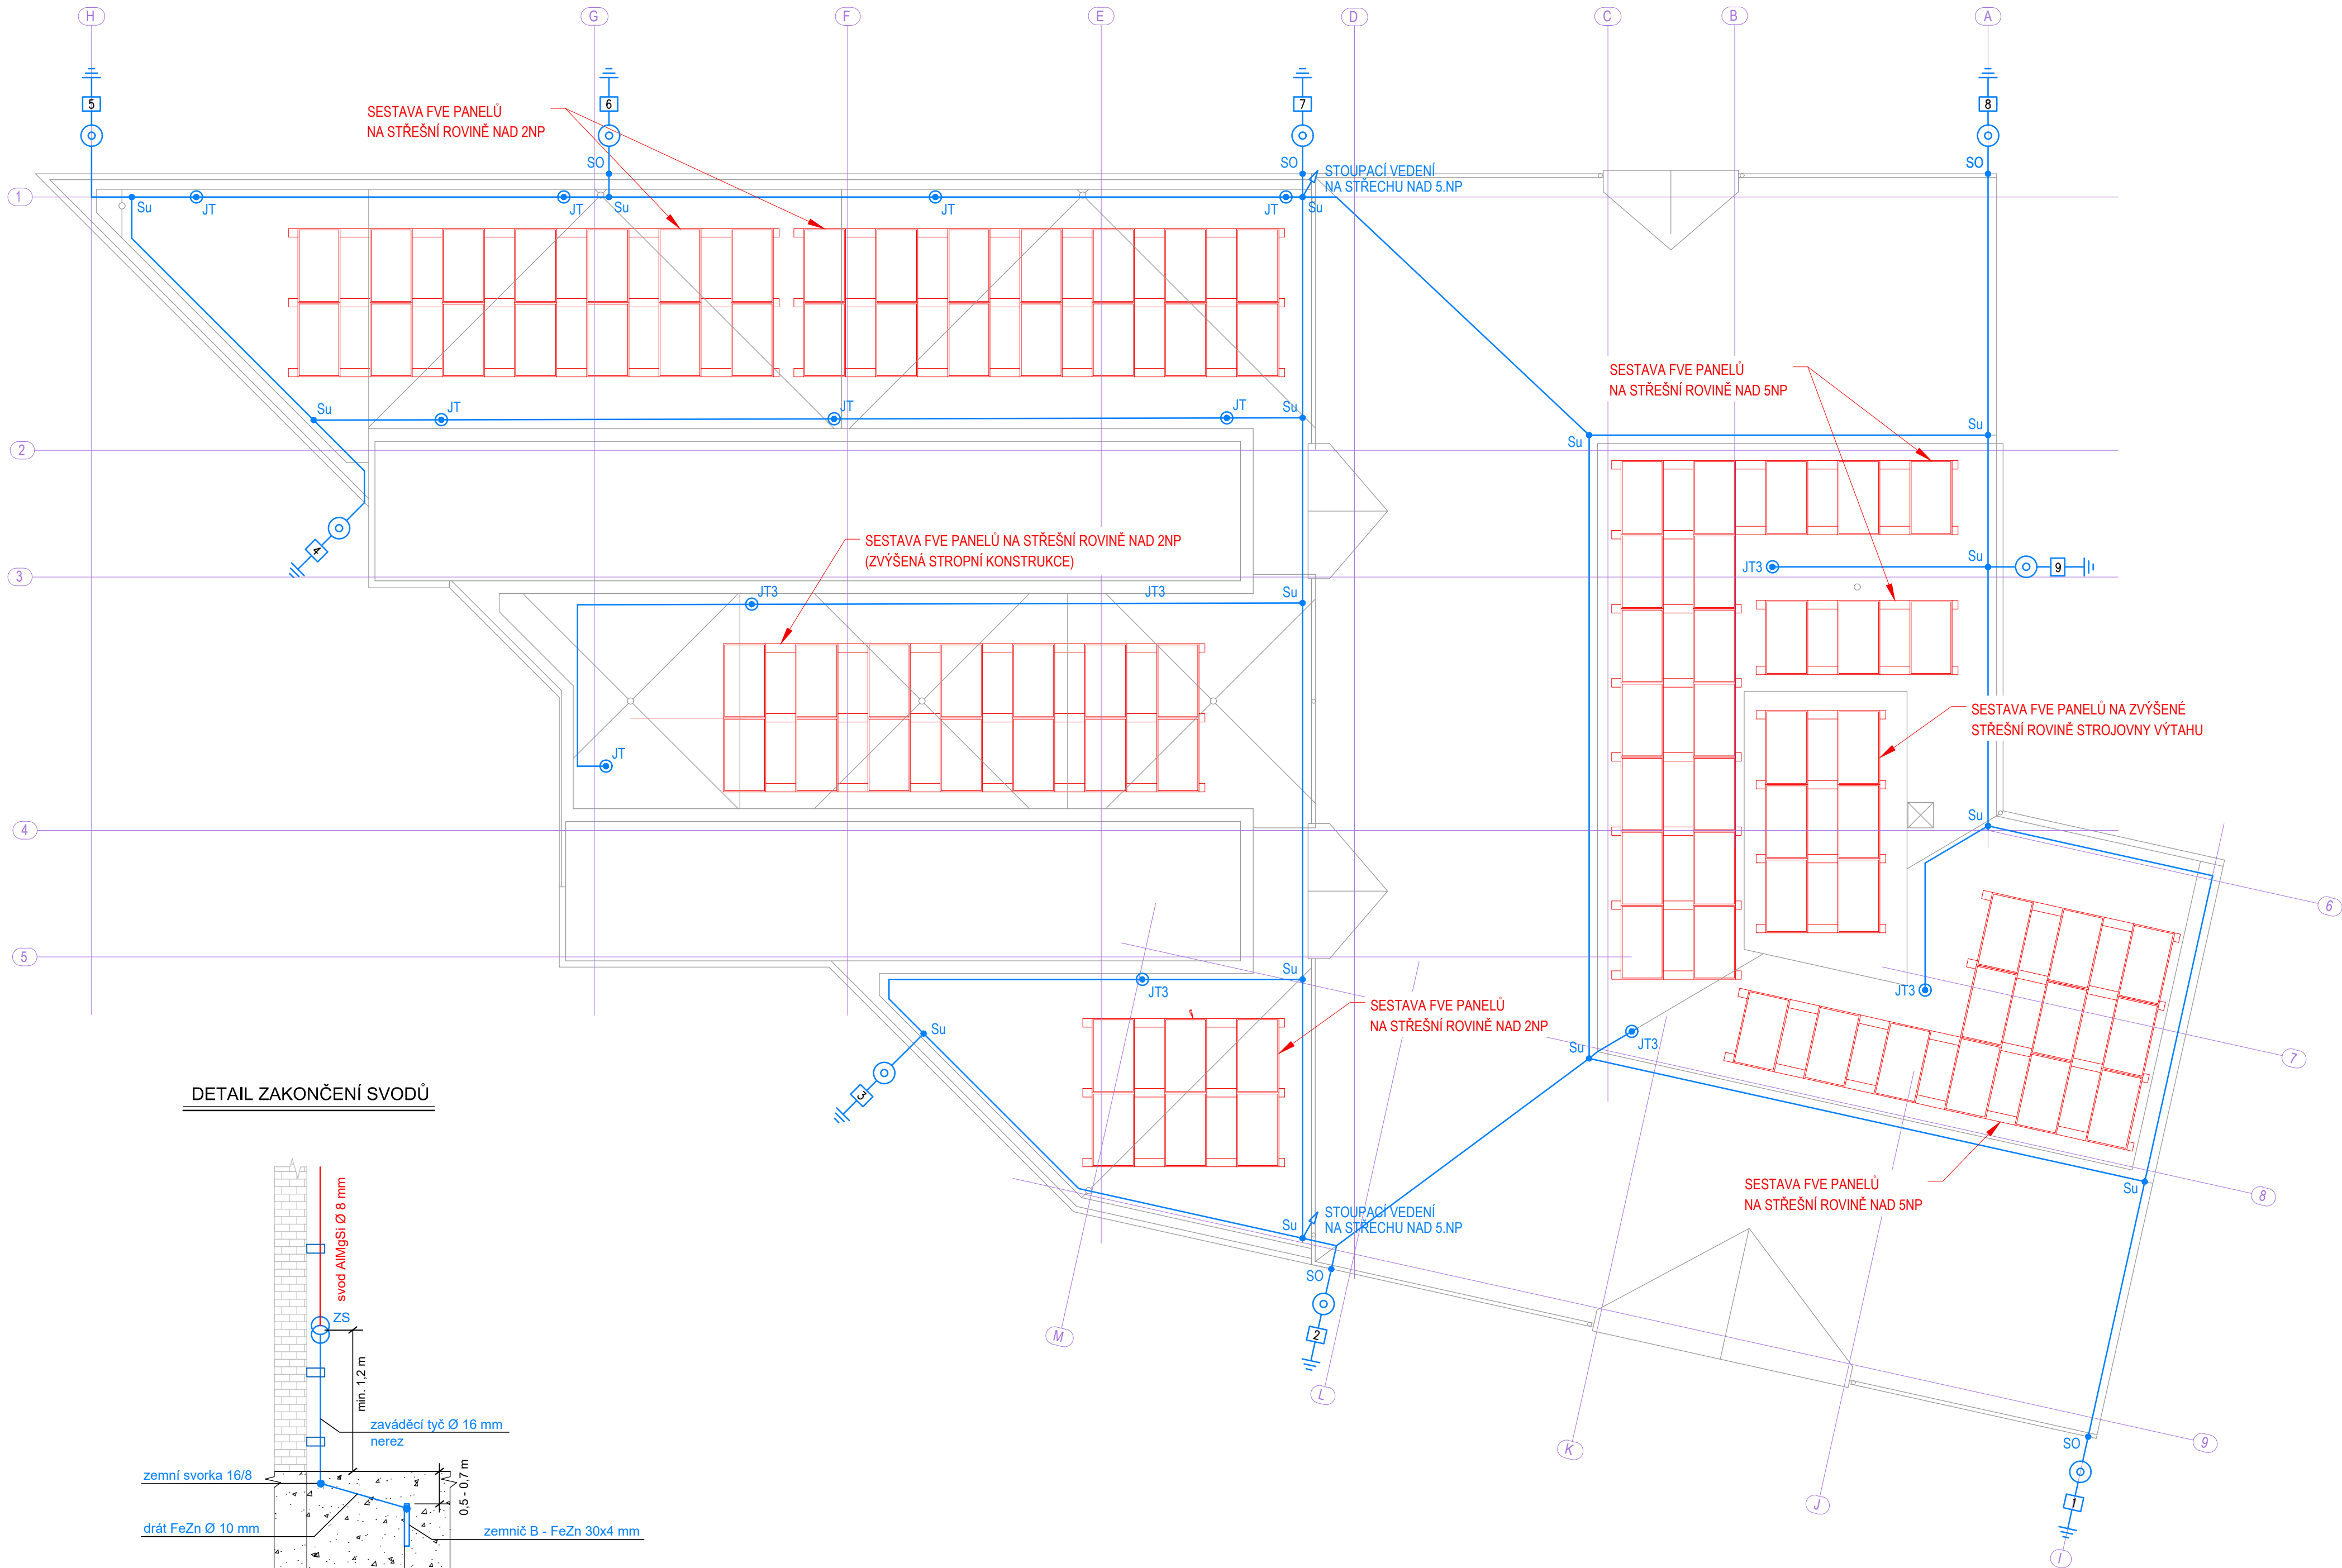 H
G
F
E
D
C
B
A
5
6
7
8
SESTAVA FVE PANELŮ
NA STŘEŠNÍ ROVINĚ NAD 2NP
SO
SO
SO
STOUPACÍ VEDENÍ
NA STŘECHU NAD 5.NP
1
Su
JT
JT
Su
JT
JT
Su
SESTAVA FVE PANELŮ
NA STŘEŠNÍ ROVINĚ NAD 5NP
Su
JT
JT
JT
Su
Su
Su
2
4
SESTAVA FVE PANELŮ NA STŘEŠNÍ ROVINĚ NAD 2NP
(ZVÝŠENÁ STROPNÍ KONSTRUKCE)
3
JT3
Su
9
JT3
JT3
Su
SESTAVA FVE PANELŮ NA ZVÝŠENÉ
STŘEŠNÍ ROVINĚ STROJOVNY VÝTAHU
JT
4
Su
6
5
Su
JT3
JT3
SESTAVA FVE PANELŮ
NA STŘEŠNÍ ROVINĚ NAD 2NP
Su
Su
JT3
7
3
DETAIL ZAKONČENÍ SVODŮ
SESTAVA FVE PANELŮ
NA STŘEŠNÍ ROVINĚ NAD 5NP
Su
8
Su
STOUPACÍ VEDENÍ
NA STŘECHU NAD 5.NP
SO
2
M
L
K
J
I
9
SO
1
svod AlMgSi Ø 8 mm
ZS
min. 1,2 m
zaváděcí tyč Ø 16 mm
nerez
zemní svorka 16/8
0,5 - 0,7 m
drát FeZn Ø 10 mm
zemnič B - FeZn 30x4 mm